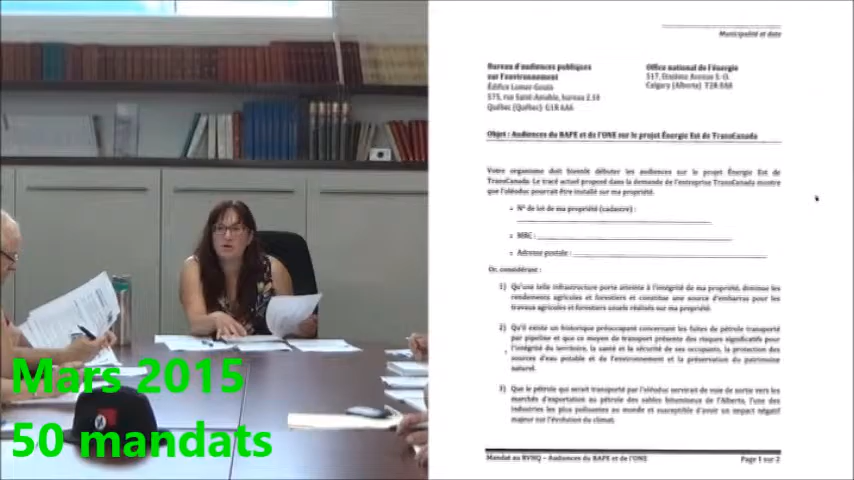 Mars 2015
50 mandats
Municipalité et date
Bureau d'audiences publiques
sur l'environnement
Édifice Lomer-Gouin
575, rue Saint-Amable, bureau 2.10
Québec (Québec) G1R 6A6
Office national de l'énergie
517, Dixième Avenue S.-O.
Calgary (Alberta) T2R 0A8
Objet : Audiences du BAPE et de l'ONE sur le projet Énergie Est de TransCanada
Votre organisme doit bientôt débuter les audiences sur le projet Énergie Est de
TransCanada. Le tracé actuel proposé dans la demande de l'entreprise TransCanada montre
que l'oléoduc pourrait être installé sur ma propriété.
N° de lot de ma propriété (cadastre) :
MRC :
Adresse postale :
Or, considérant :
1) Qu'une telle infrastructure porte atteinte à l'intégrité de ma propriété, diminue les
rendements agricoles et forestiers et constitue une source d'embarras pour les
travaux agricoles et forestiers usuels réalisés sur ma propriété.
2) Qu'il existe un historique préoccupant concernant les fuites de pétrole transporté
par pipeline et que ce moyen de transport présente des risques significatifs pour
l'intégrité du territoire, la santé et la sécurité de ses occupants, la protection des
sources d'eau potable et de l'environnement et la préservation du patrimoine
naturel.
3) Que le pétrole qui serait transporté par l'oléoduc servirait de voie de sortie vers les
marchés d'exportation au pétrole des sables bitumineux de l'Alberta, l'une des
industries les plus polluantes au monde et susceptible d'avoir un impact négatif
majeur sur l'évolution du climat.
Mandat au RVHQ – Audiences du BAPE et de l'ONE
Page 1 sur 2